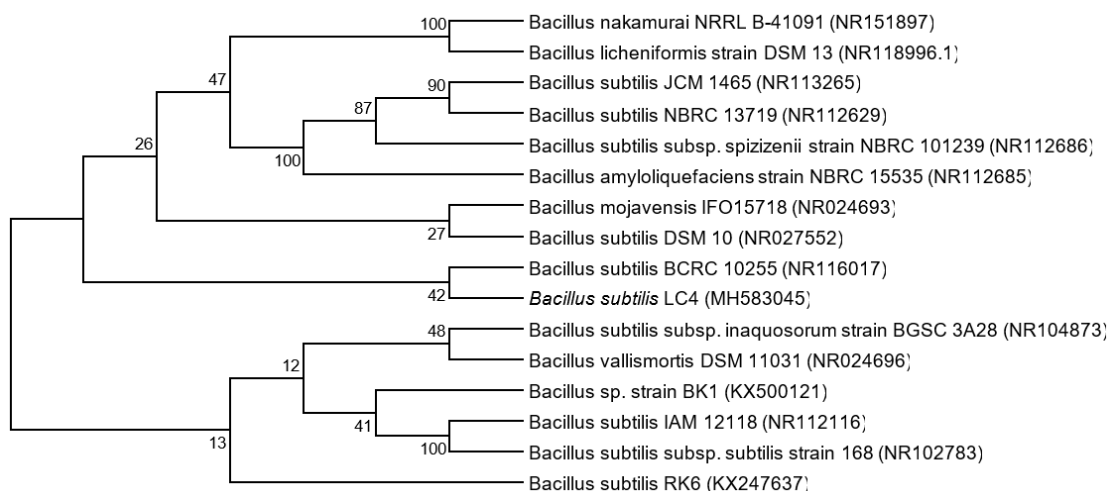 100 Bacillus nakamurai NRRL B-41091 (NR151897)
Bacillus licheniformis strain DSM 13 (NR118996.1)
47
90 Bacillus subtilis JCM 1465 (NR113265)
87
Bacillus subtilis NBRC 13719 (NR112629)
26
100
Bacillus subtilis subsp. spizizenii strain NBRC 101239 (NR112686)
Bacillus amyloliquefaciens strain NBRC 15535 (NR112685)
Bacillus mojavensis IFO15718 (NR024693)
27 Bacillus subtilis DSM 10 (NR027552)
Bacillus subtilis BCRC 10255 (NR116017)
42 Bacillus subtilis LC4 (MH583045)
48 Bacillus subtilis subsp. inaquosorum strain BGSC 3A28 (NR104873)
12
Bacillus vallismortis DSM 11031 (NR024696)
Bacillus sp. strain BK1 (KX500121)
41
Bacillus subtilis IAM 12118 (NR112116)
13
100 Bacillus subtilis subsp. subtilis strain 168 (NR102783)
Bacillus subtilis RK6 (KX247637)